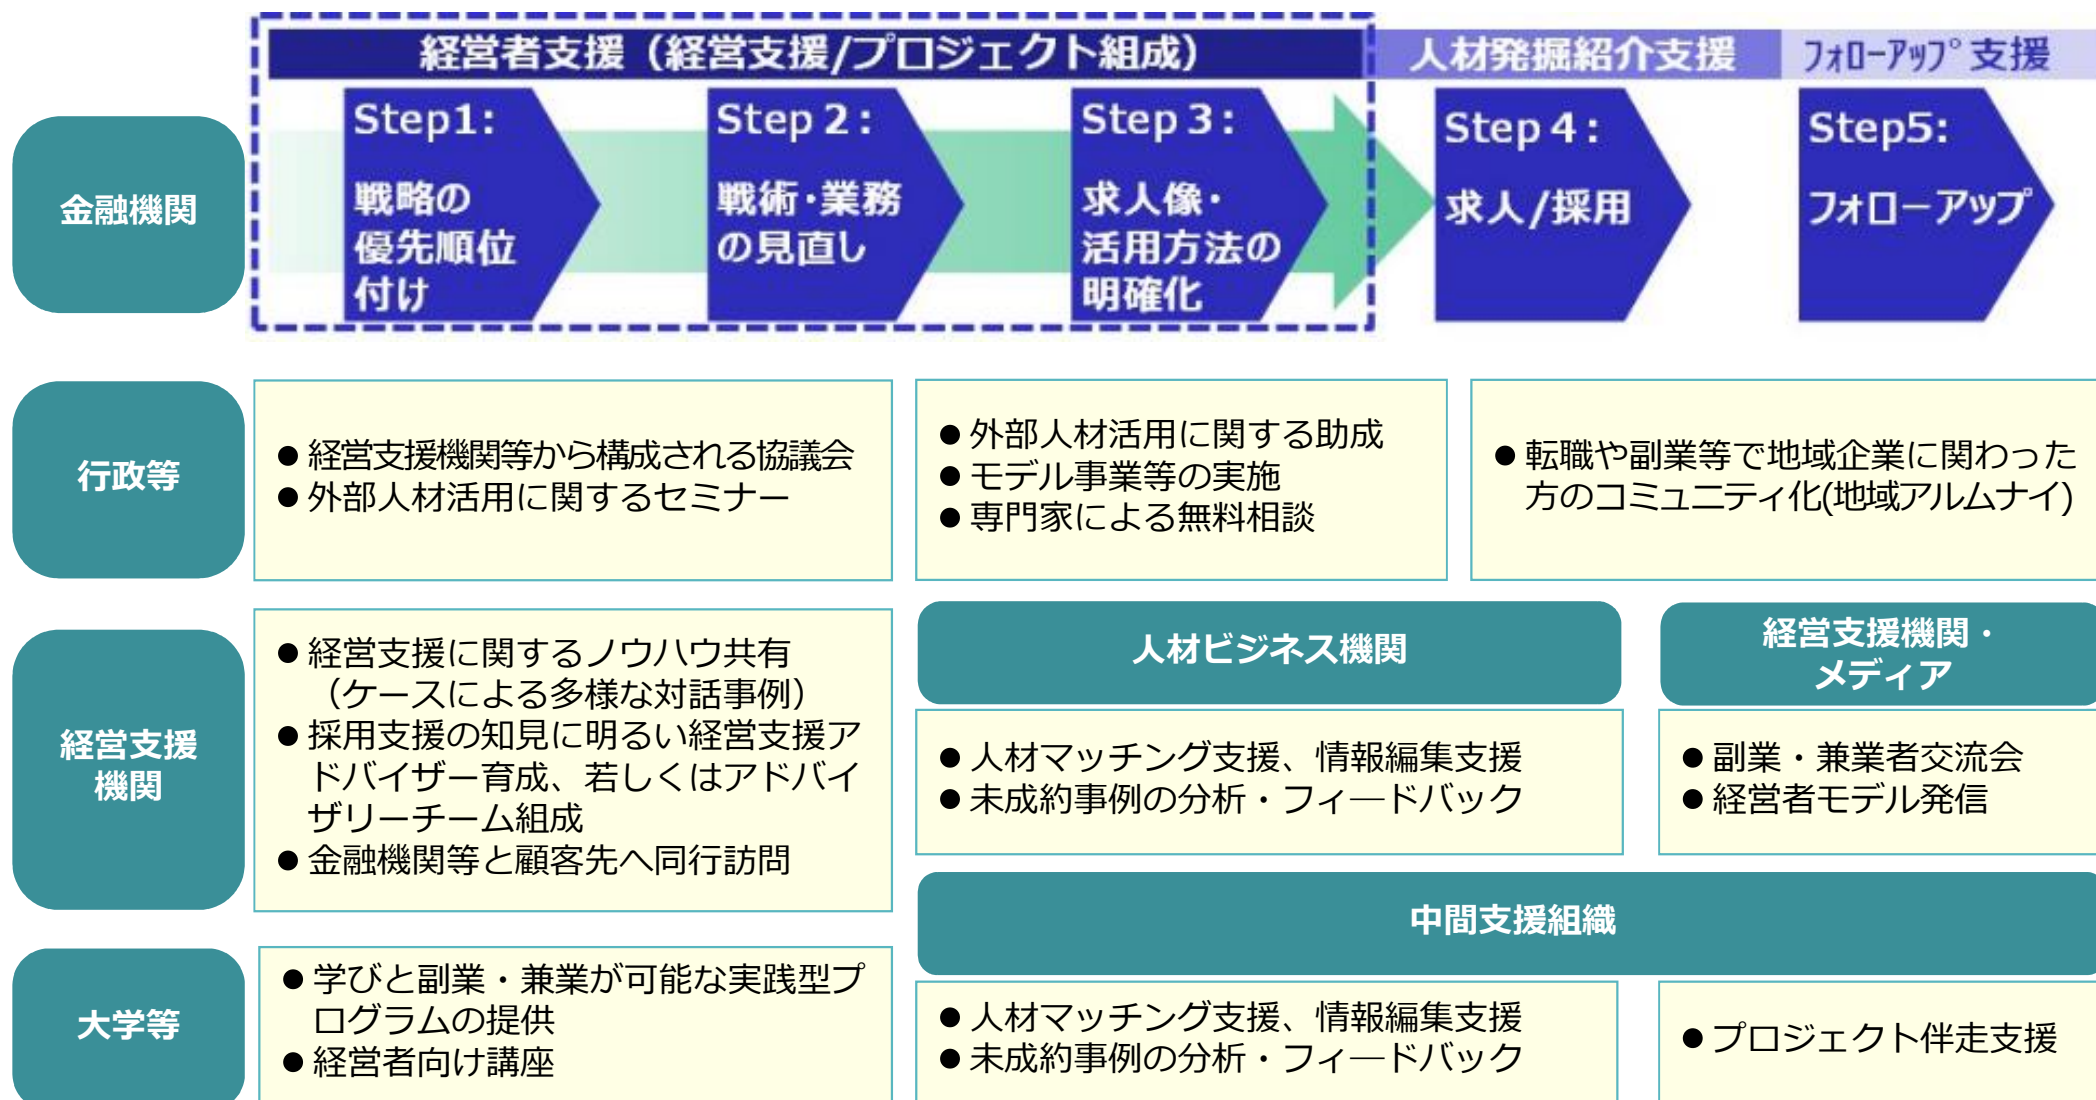 経営者支援（経営支援/プロジェクト組成）
人材発掘紹介支援
フォローアップ支援
金融機関
Step1:
戦略の
優先順位
付け
Step 2:
戦術・業務
の見直し
Step 3:
求人像・
活用方法の
明確化
Step 4:
求人/採用
Step5:
フォローアップ
行政等
●経営支援機関等から構成される協議会
●外部人材活用に関するセミナー
●外部人材活用に関する助成
●モデル事業等の実施
●専門家による無料相談
●転職や副業等で地域企業に関わった
方のコミュニティ化(地域アルムナイ)
経営支援
機関
●経営支援に関するノウハウ共有
（ケースによる多様な対話事例）
●採用支援の知見に明るい経営支援ア
ドバイザー育成、若しくはアドバイ
ザリーチーム組成
●金融機関等と顧客先へ同行訪問
人材ビジネス機関
●人材マッチング支援、情報編集支援
●未成約事例の分析・フィ―ドバック
経営支援機関・
メディア
●副業・兼業者交流会
●経営者モデル発信
中間支援組織
大学等
●学びと副業・兼業が可能な実践型プ
ログラムの提供
●経営者向け講座
●人材マッチング支援、情報編集支援
●未成約事例の分析・フィ―ドバック
●プロジェクト伴走支援